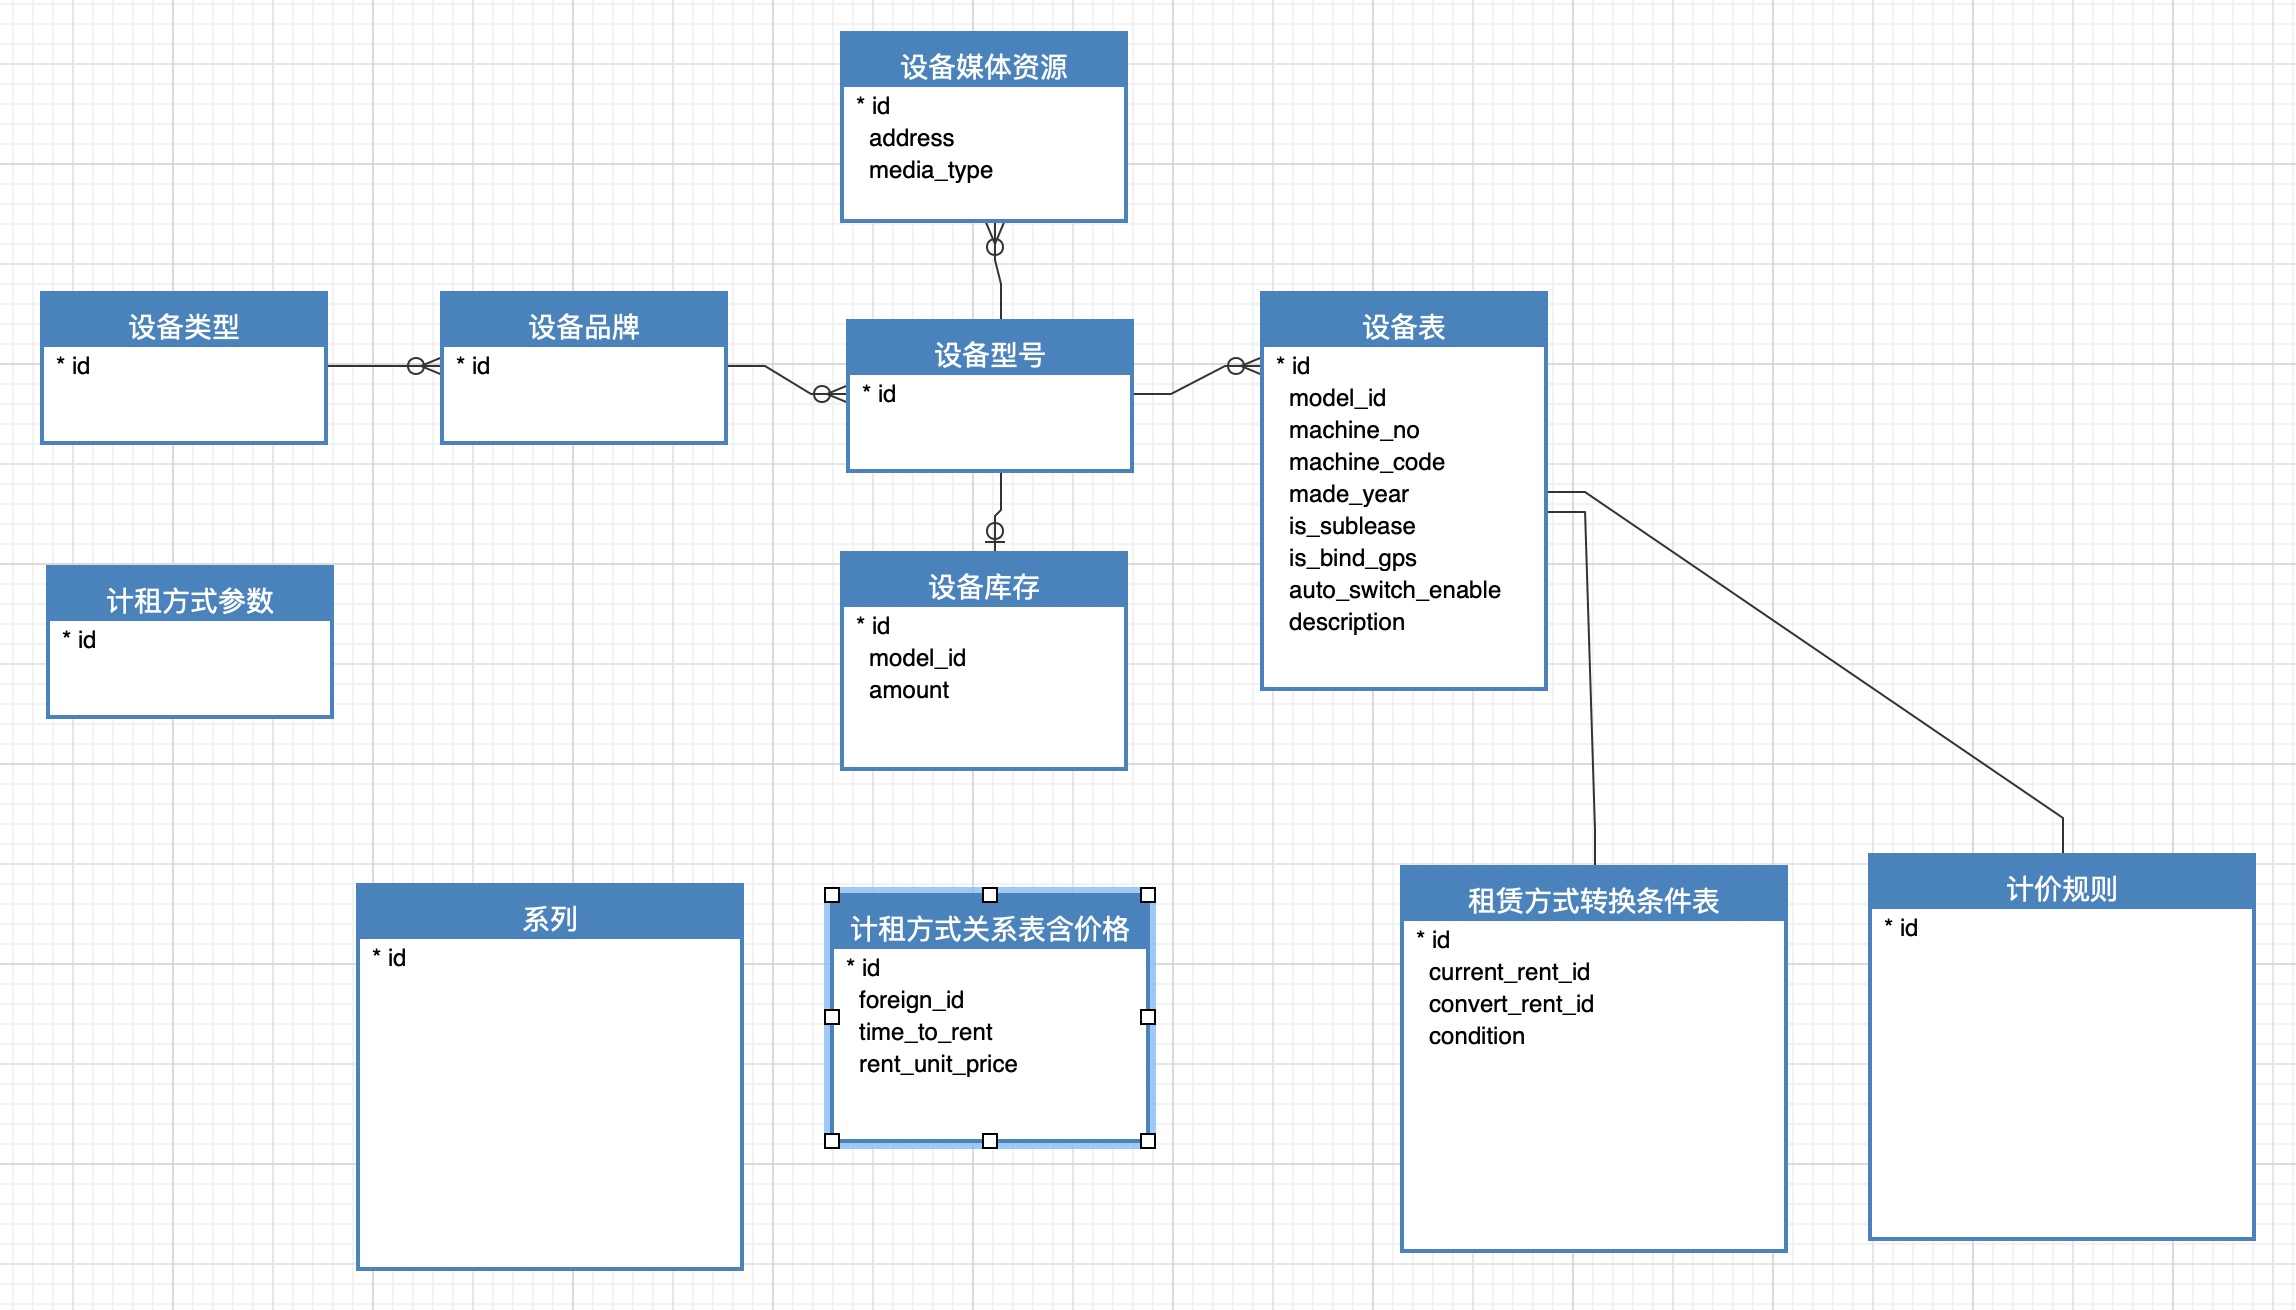 设备媒体资源
* id
address
media_type
设备类型
* id
设备品牌
* id
设备型号
* id
设备表
* id
model_id
machine_no
machine_code
made_year
is_sublease
is_bind_gps
auto_switch_enable
description
计租方式参数
* id
设备库存
* id
model_id
amount
系列
* id
计租方式关系表含价格
* id
foreign_id
time_to_rent
rent_unit_price
租赁方式转换条件表
* id
current_rent_id
convert_rent_id
condition
计价规则
* id